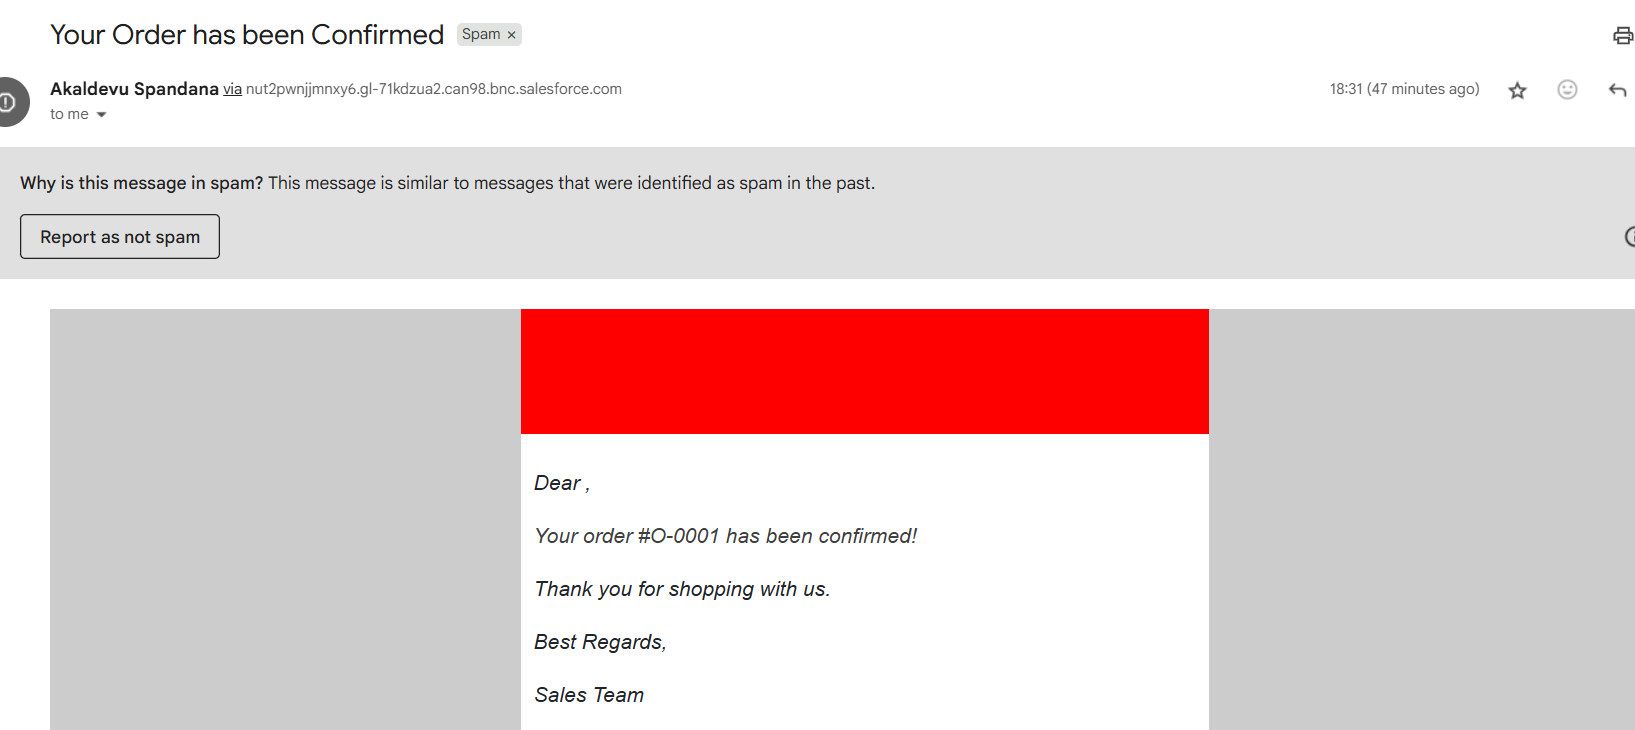 Your Order has been Confirmed Spam ×
Akaldevu Spandana via nut2pwnjjmnxy6.gl-71kdzua2.can98.bnc.salesforce.com 18:31 (47 minutes ago)
to me
Why is this message in spam? This message is similar to messages that were identified as spam in the past.
Report as not spam
Dear ,
Your order #O-0001 has been confirmed!
Thank you for shopping with us.
Best Regards,
Sales Team